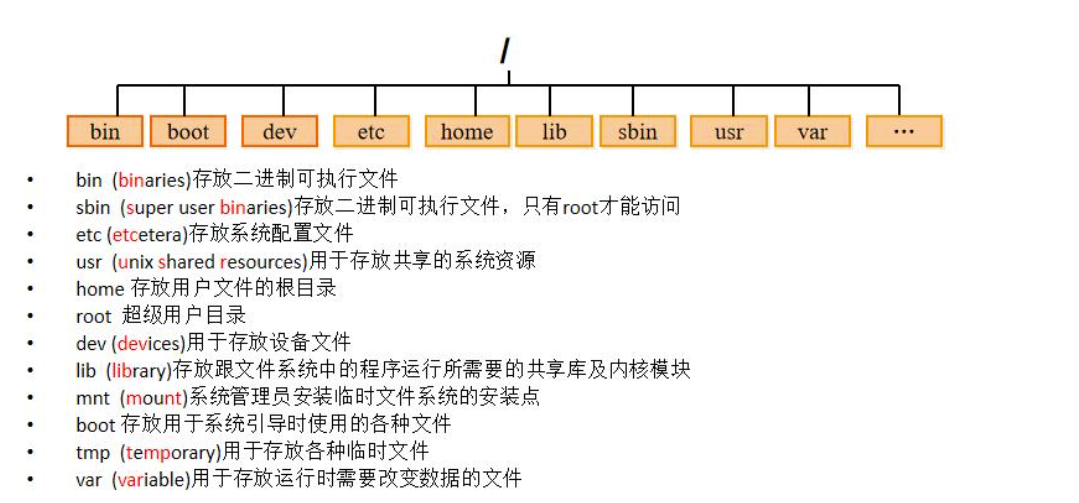 /
bin boot dev etc home lib sbin usr var ...
• bin (binaries)存放二进制可执行文件
• sbin (super user binaries)存放二进制可执行文件，只有root才能访问
• etc (etcetera)存放系统配置文件
• usr (unix shared resources)用于存放共享的系统资源
• home 存放用户文件的根目录
• root 超级用户目录
• dev (devices)用于存放设备文件
• lib (library)存放跟文件系统中的程序运行所需要的共享库及内核模块
• mnt (mount)系统管理员安装临时文件系统的安装点
• boot 存放用于系统引导时使用的各种文件
• tmp (temporary)用于存放各种临时文件
• var (variable)用于存放运行时需要改变数据的文件